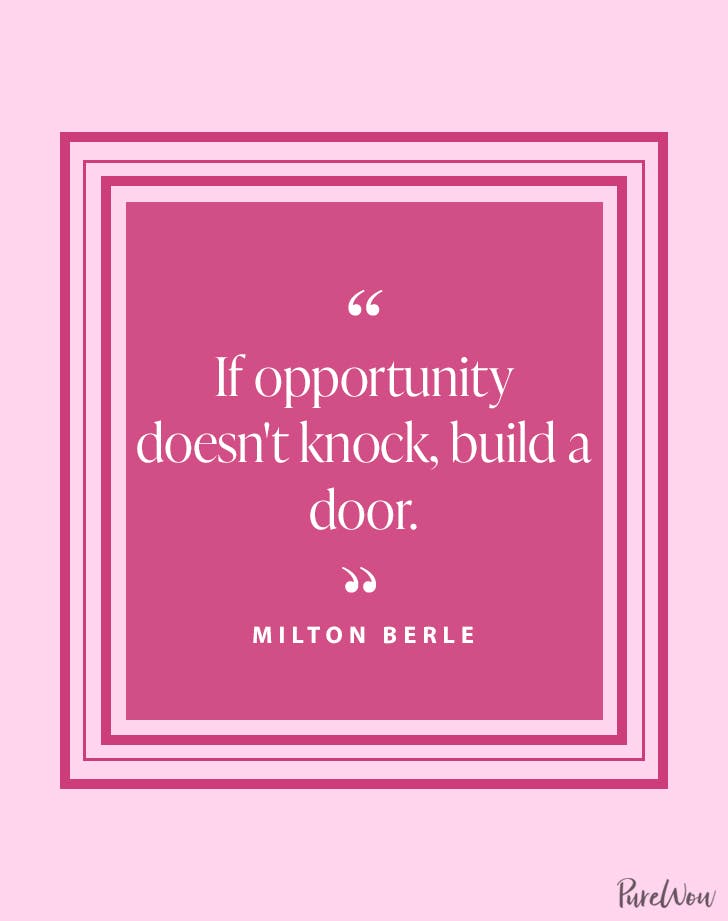 “
If opportunity
doesn't knock, build a
door.
”
MILTON BERLE
PureWow